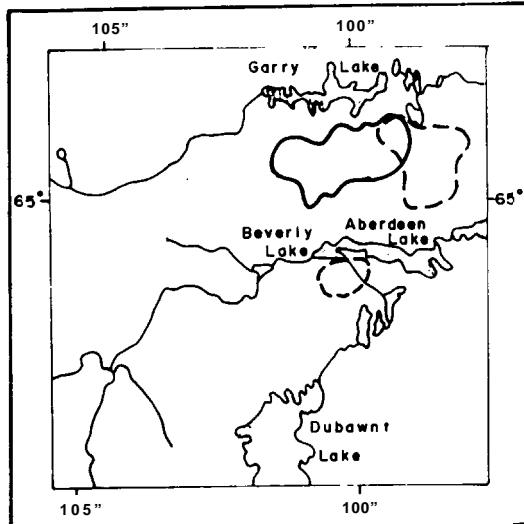 105" 100"
Garry Lake
65° 65°
Aberdeen
Beverly Lake
Lake
Dubawnt
Lake
105" 100"